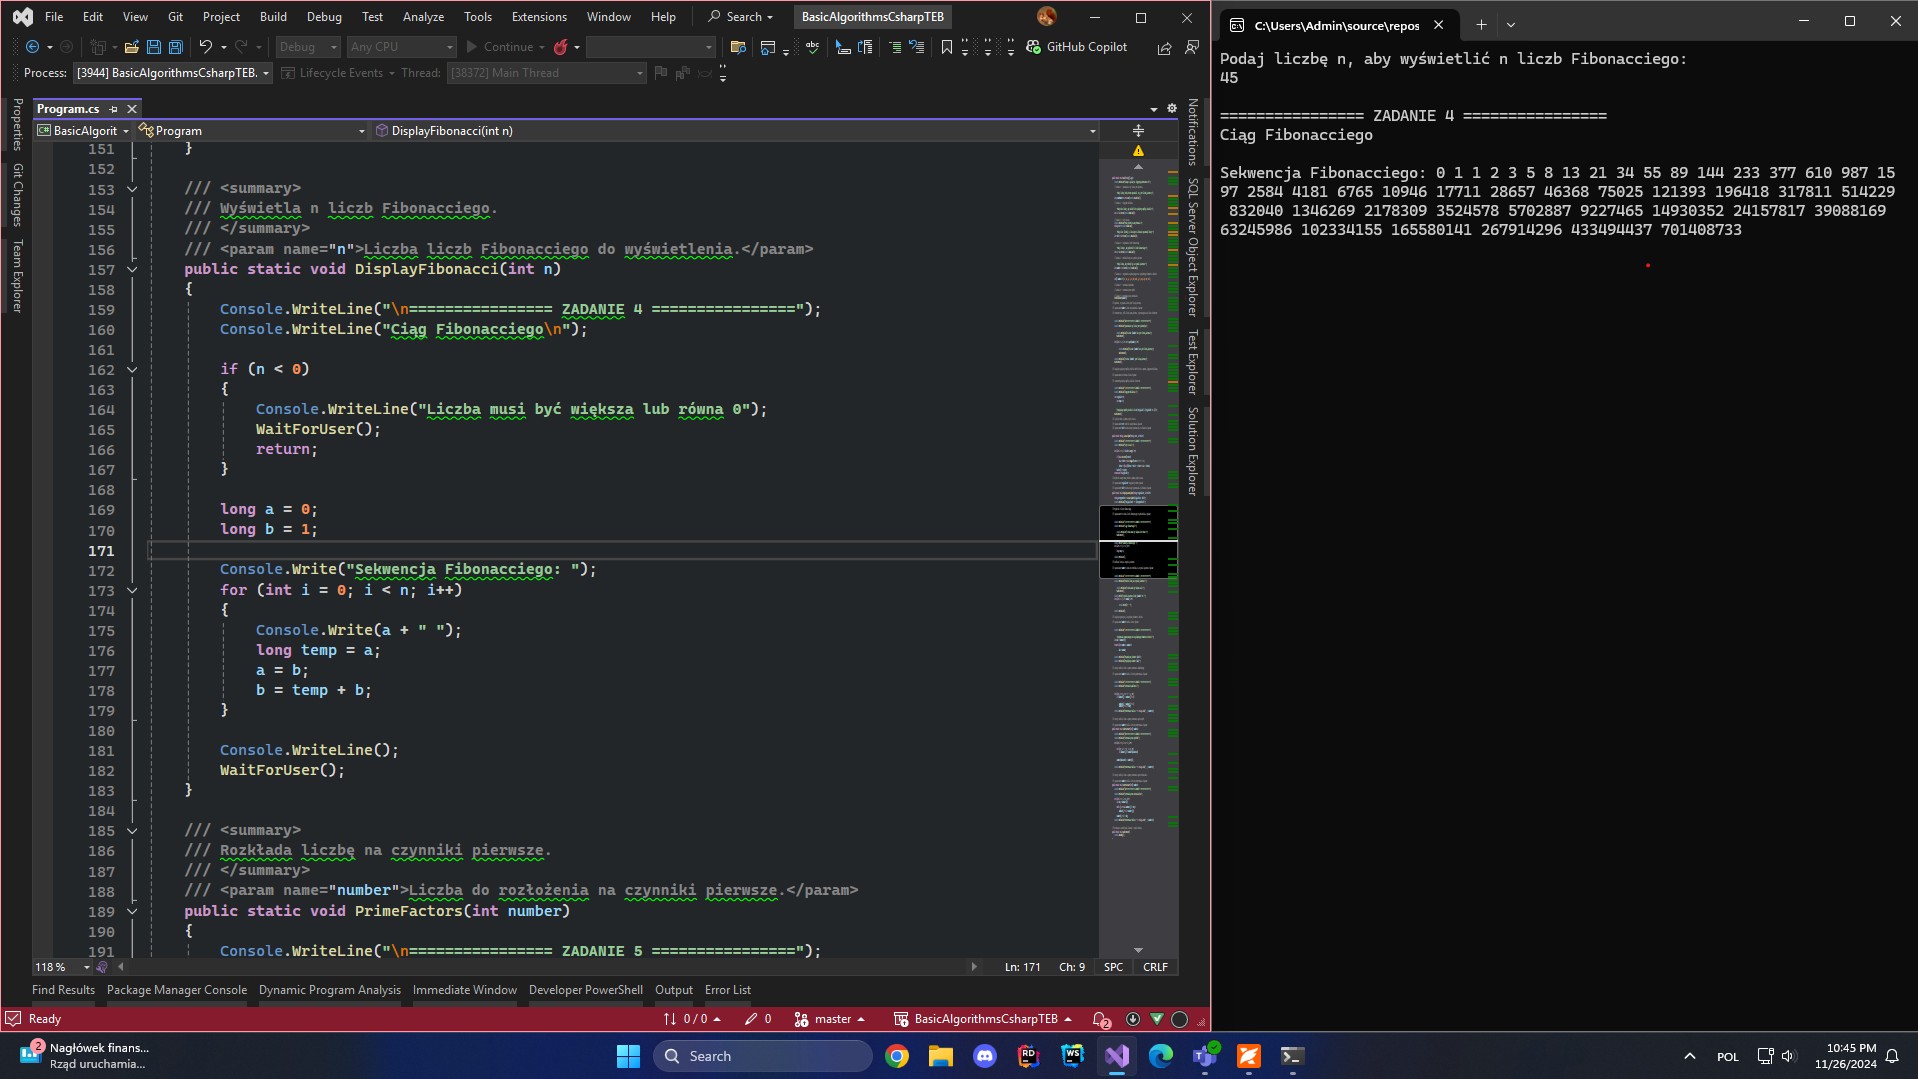 File Edit View Git Project Build Debug Test Analyze Tools Extensions Window Help Search BasicAlgorithmsCsharpTEB
Debug Any CPU Continue GitHub Copilot
Process: [3944] BasicAlgorithmsCsharpTEB. Lifecycle Events Thread: [38372] Main Thread
Program.cs
BasicAlgorit Program DisplayFibonacci(int n)
Properties
Git Changes
Team Explorer
151 }
152
153 /// <summary>
154 /// Wyświetla n liczb Fibonacciego.
155 /// </summary>
156 /// <param name="n">Liczba liczb Fibonacciego do wyświetlenia.</param>
157 public static void DisplayFibonacci(int n)
158 {
159 Console.WriteLine("\n================ ZADANIE 4 ================");
160 Console.WriteLine("Ciąg Fibonacciego\n");
161
162 if (n < 0)
163 {
164 Console.WriteLine("Liczba musi być większa lub równa 0");
165 WaitForUser();
166 return;
167 }
168
169 long a = 0;
170 long b = 1;
171
172 Console.Write("Sekwencja Fibonacciego: ");
173 for (int i = 0; i < n; i++)
174 {
175 Console.Write(a + " ");
176 long temp = a;
177 a = b;
178 b = temp + b;
179 }
180
181 Console.WriteLine();
182 WaitForUser();
183 }
184
185 /// <summary>
186 /// Rozkłada liczbę na czynniki pierwsze.
187 /// </summary>
188 /// <param name="number">Liczba do rozłożenia na czynniki pierwsze.</param>
189 public static void PrimeFactors(int number)
190 {
191 Console.WriteLine("\n================ ZADANIE 5 ================");
118 % Ln: 171 Ch: 9 SPC CRLF
Find Results Package Manager Console Dynamic Program Analysis Immediate Window Developer PowerShell Output Error List
Ready 0 / 0 0 master BasicAlgorithmsCsharpTEB 2
Notifications
SQL Server Object Explorer
Test Explorer
Solution Explorer
C:\Users\Admin\source\repos
Podaj liczbę n, aby wyświetlić n liczb Fibonacciego:
45
================ ZADANIE 4 ================
Ciąg Fibonacciego
Sekwencja Fibonacciego: 0 1 1 2 3 5 8 13 21 34 55 89 144 233 377 610 987 15
97 2584 4181 6765 10946 17711 28657 46368 75025 121393 196418 317811 514229
832040 1346269 2178309 3524578 5702887 9227465 14930352 24157817 39088169
63245986 102334155 165580141 267914296 433494437 701408733
2 Nagłówek finans...
Rząd uruchamia...
Search
RD
WS
POL
10:45 PM
11/26/2024